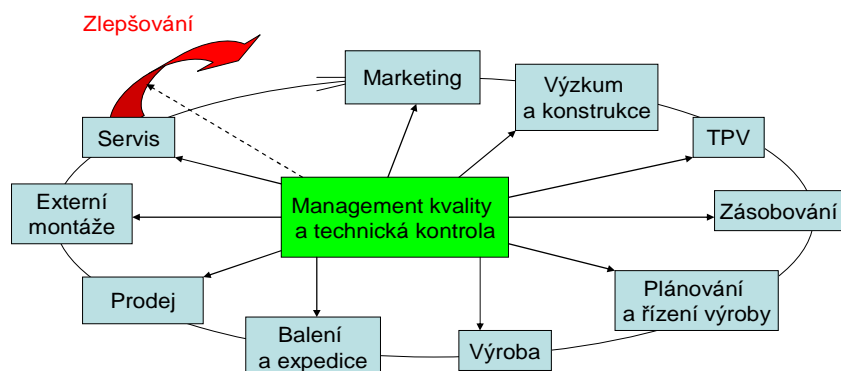 Zlepšování
Marketing
Výzkum
a konstrukce
TPV
Servis
Externí
montáže
Management kvality
a technická kontrola
Zásobování
Prodej
Plánování
a řízení výroby
Balení
a expedice
Výroba